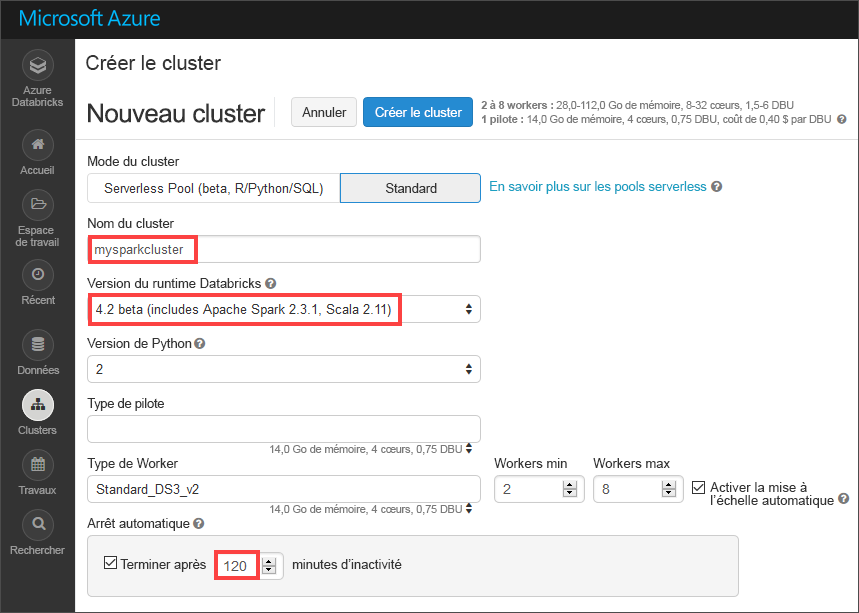 Microsoft Azure
Azure
Databricks
Accueil
Espace
de travail
Récent
Données
Clusters
Travaux
Rechercher
Créer le cluster
Nouveau cluster
Annuler
Créer le cluster
2 à 8 workers : 28,0-112,0 Go de mémoire, 8-32 cœurs, 1,5-6 DBU
1 pilote : 14,0 Go de mémoire, 4 cœurs, 0,75 DBU, coût de 0,40 $ par DBU ?
Mode du cluster
Serverless Pool (beta, R/Python/SQL)
Standard
En savoir plus sur les pools serverless ?
Nom du cluster
mysparkcluster
Version du runtime Databricks ?
4.2 beta (includes Apache Spark 2.3.1, Scala 2.11)
Version de Python ?
2
Type de pilote
14,0 Go de mémoire, 4 cœurs, 0,75 DBU
Type de Worker
Workers min
Workers max
Standard_DS3_v2
2
8
Activer la mise à
l'échelle automatique ?
14,0 Go de mémoire, 4 cœurs, 0,75 DBU
Arrêt automatique ?
Terminer après 120 minutes d'inactivité